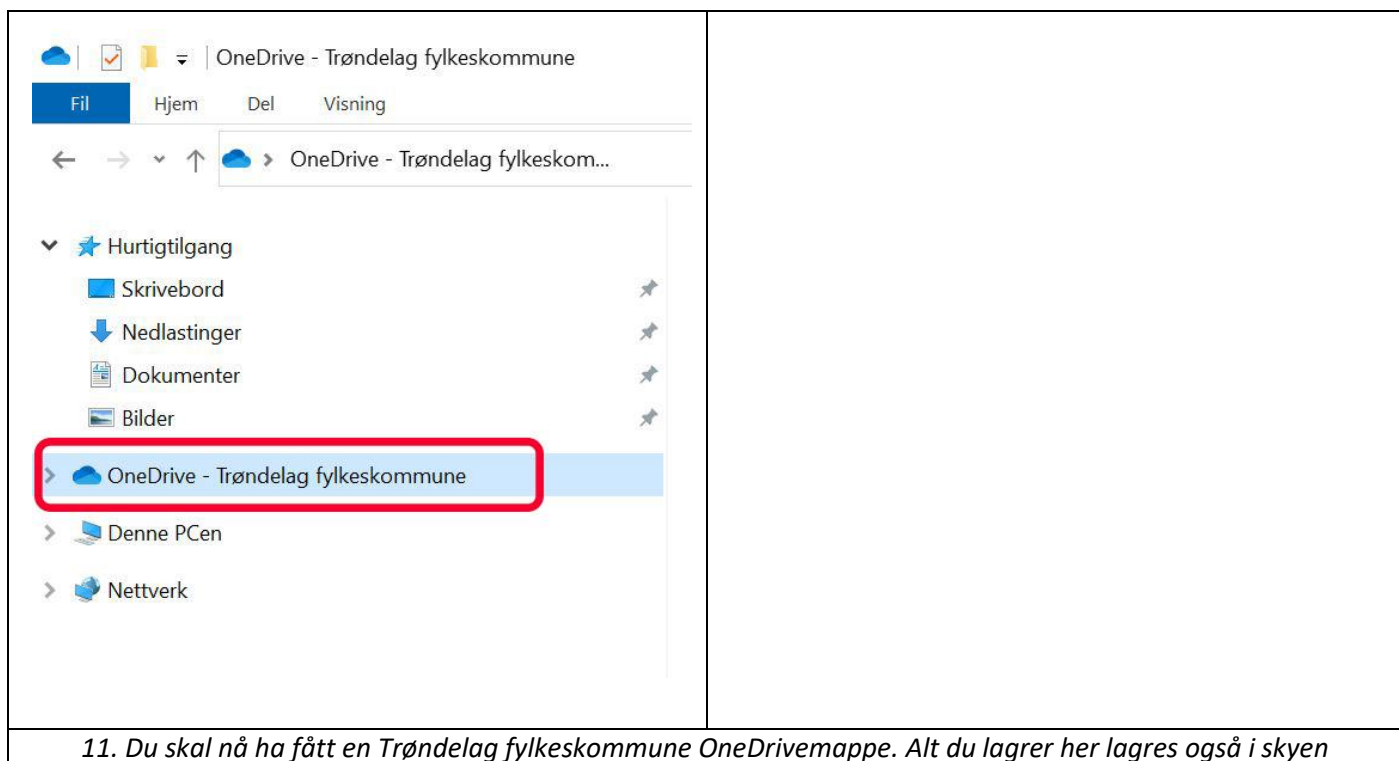 OneDrive - Trøndelag fylkeskommune
Fil Hjem Del Visning
OneDrive - Trøndelag fylkeskom...
Hurtigtilgang
Skrivebord
Nedlastinger
Dokumenter
Bilder
OneDrive - Trøndelag fylkeskommune
Denne PCen
Nettverk
11. Du skal nå ha fått en Trøndelag fylkeskommune OneDrivemappe. Alt du lagrer her lagres også i skyen